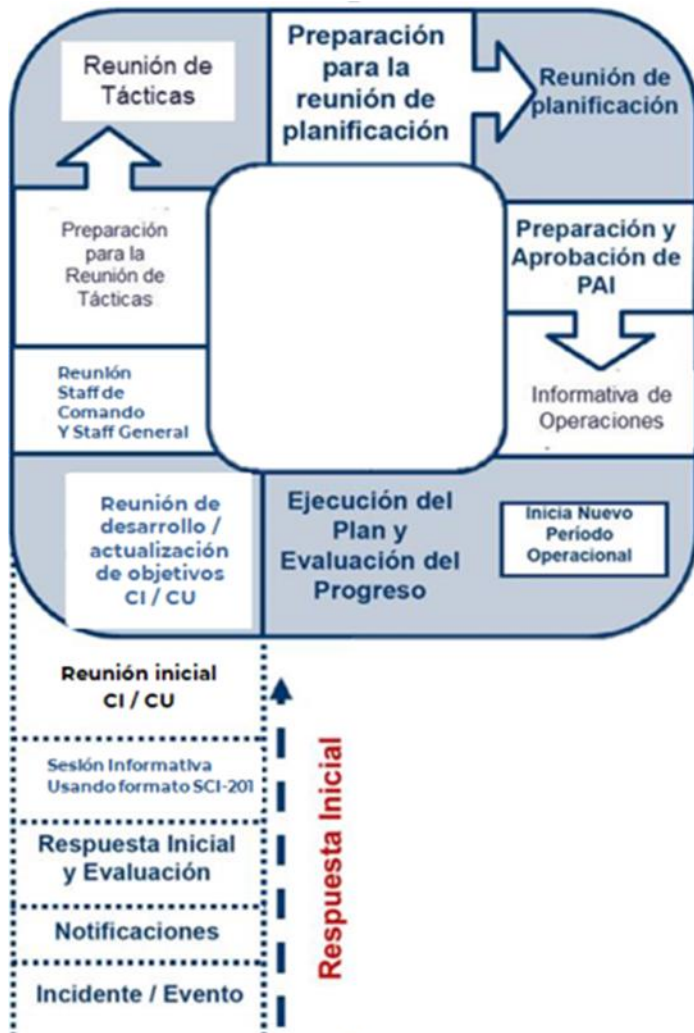 Reunión de
Tácticas
Preparación
para la
reunión de
planificación
Reunión de
planificación
Preparación
para la
Reunión de
Tácticas
Preparación y
Aprobación de
PAI
Reunión
Staff de
Comando
Y Staff General
Informativa de
Operaciones
Reunión de
desarrollo /
actualización
de objetivos
CI / CU
Ejecución del
Plan y
Evaluación del
Progreso
Inicia Nuevo
Período
Operacional
Reunión inicial
CI / CU
Sesión Informativa
Usando formato SCI-201
Respuesta Inicial
y Evaluación
Notificaciones
Incidente / Evento
Respuesta Inicial